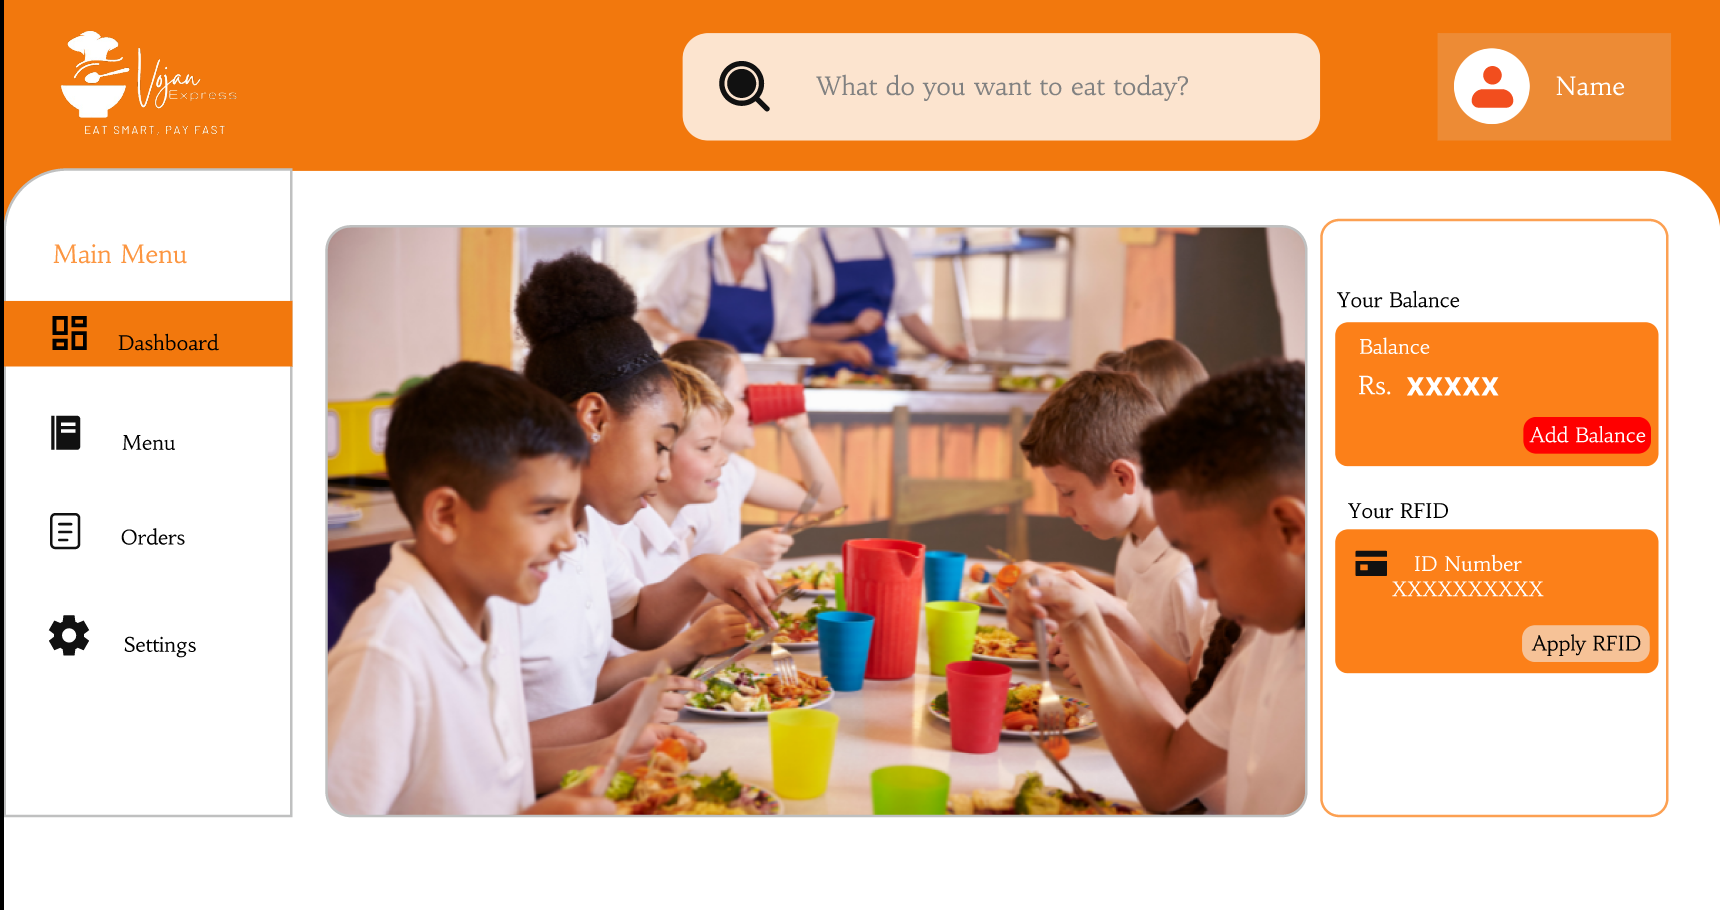 Vojan
Express
EAT SMART, PAY FAST
What do you want to eat today?
Name
Main Menu
Dashboard
Menu
Orders
Settings
Your Balance
Balance
Rs. XXXXX
Add Balance
Your RFID
ID Number
XXXXXXXXXX
Apply RFID